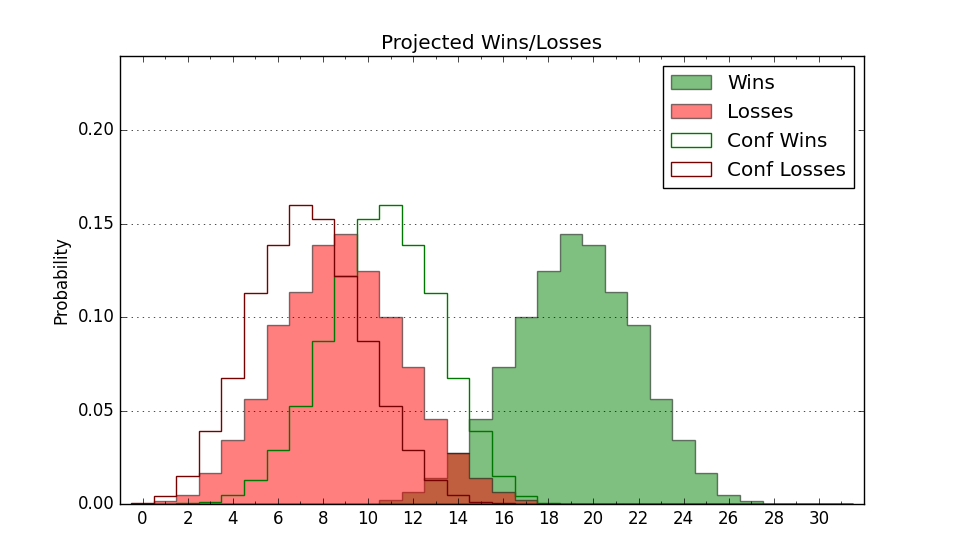 Projected Wins/Losses
Wins
Losses
Conf Wins
Conf Losses
Probability
0.20
0.15
0.10
0.05
0.00
0 2 4 6 8 10 12 14 16 18 20 22 24 26 28 30